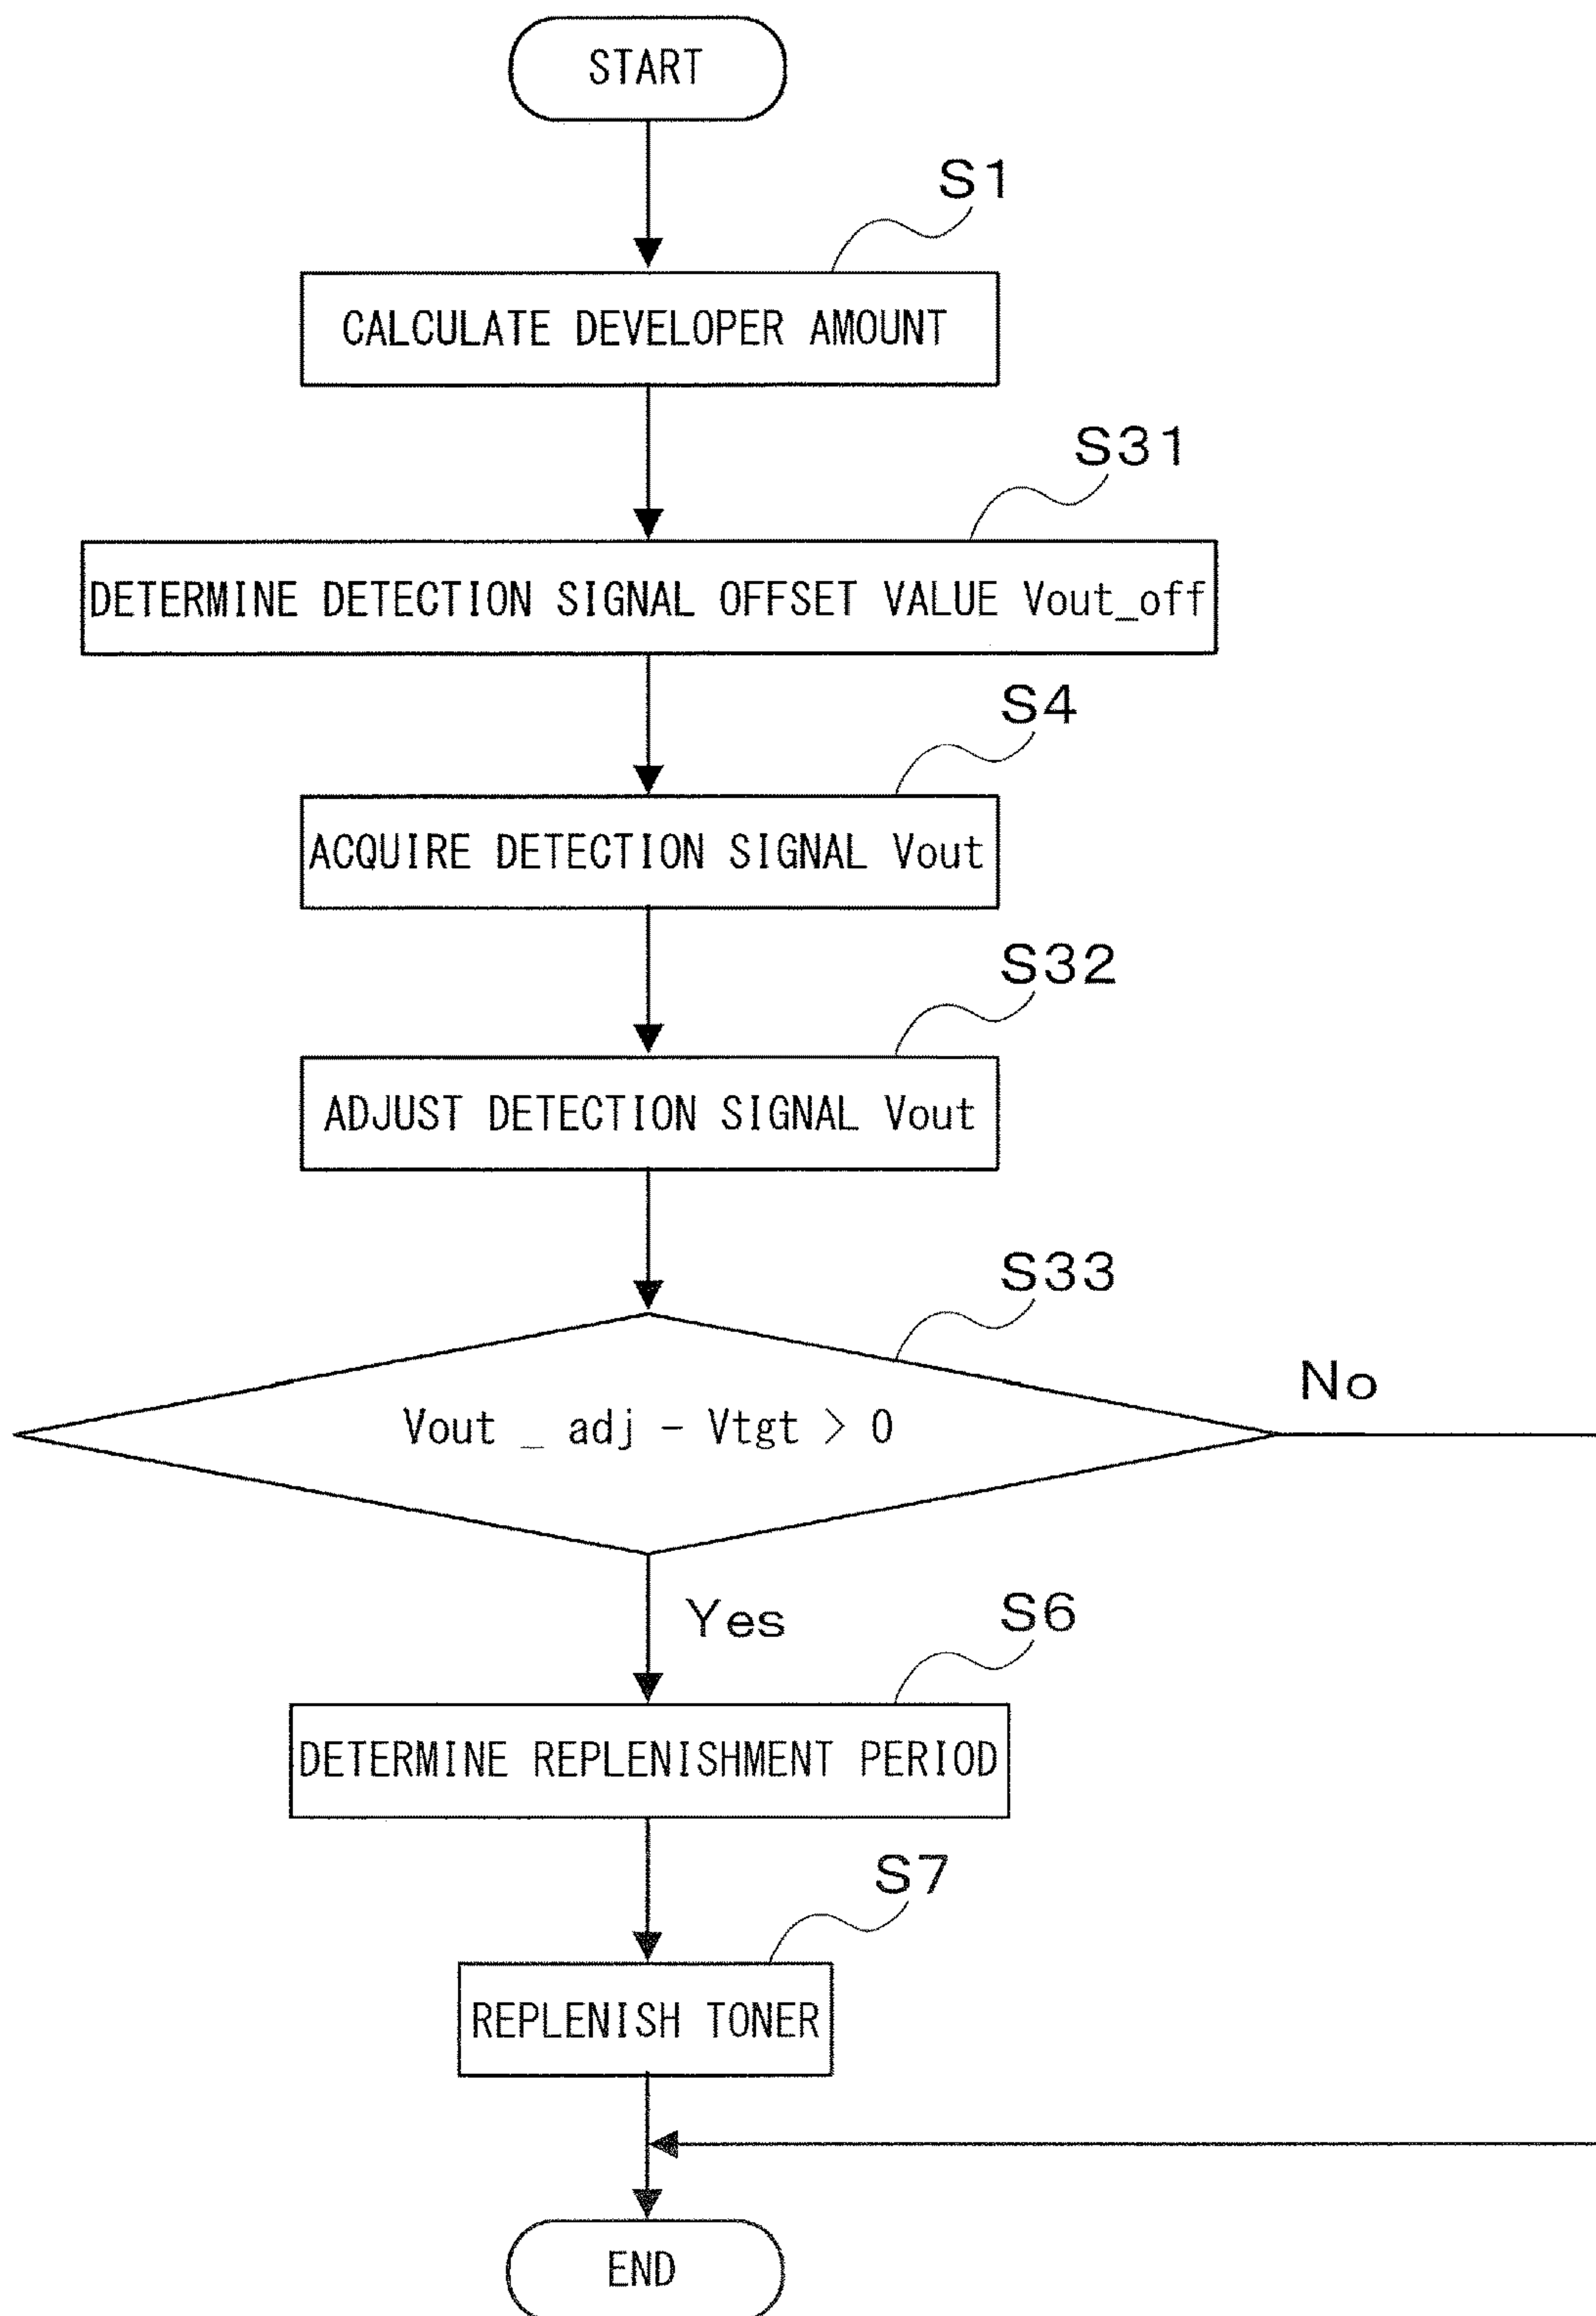 START
S1
CALCULATE DEVELOPER AMOUNT
S31
DETERMINE DETECTION SIGNAL OFFSET VALUE Vout_off
S4
ACQUIRE DETECTION SIGNAL Vout
S32
ADJUST DETECTION SIGNAL Vout
S33
Vout _ adj - Vtgt > 0
No
Yes
S6
DETERMINE REPLENISHMENT PERIOD
S7
REPLENISH TONER
END